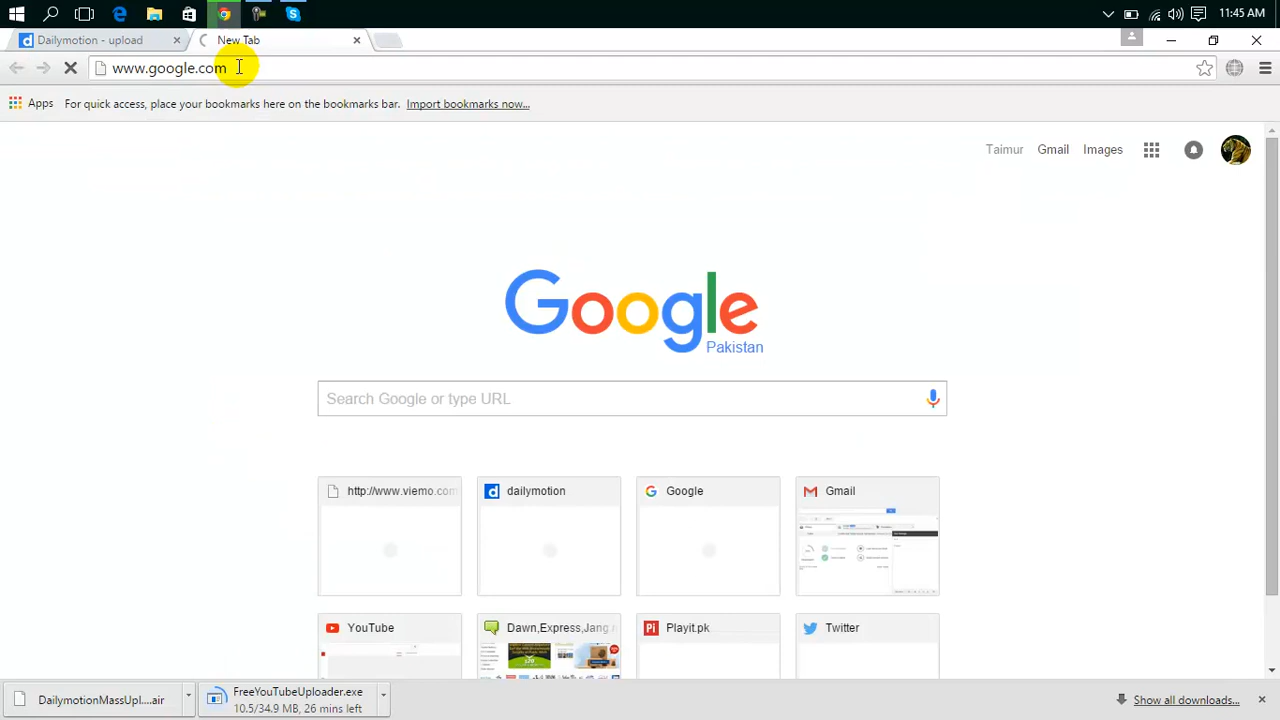 11:45 AM
Dailymotion - upload
New Tab
www.google.com
Apps For quick access, place your bookmarks here on the bookmarks bar. Import bookmarks now...
Taimur Gmail Images
Google
Pakistan
Search Google or type URL
http://www.viemo.com
dailymotion
Google
Gmail
YouTube
Dawn,Express,Jang
Playit.pk
Twitter
DailymotionMassUpl....air
FreeYouTubeUploader.exe
10.5/34.9 MB, 26 mins left
Show all downloads...